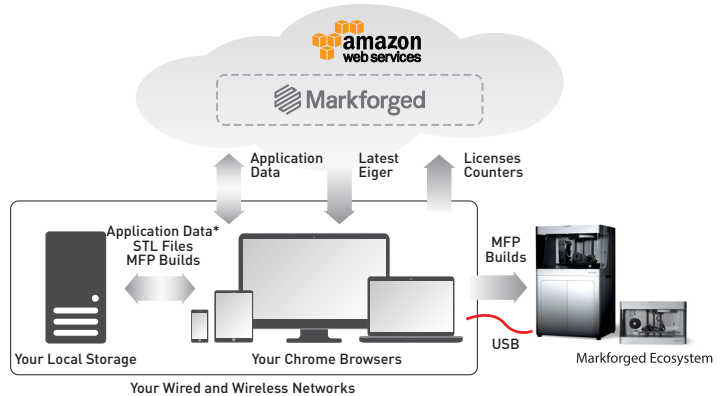 amazon
web services
Markforged
Application
Data
Latest
Eiger
Licenses
Counters
Application Data*
STL Files
MFP Builds
MFP
Builds
USB
Your Local Storage
Your Chrome Browsers
Markforged Ecosystem
Your Wired and Wireless Networks